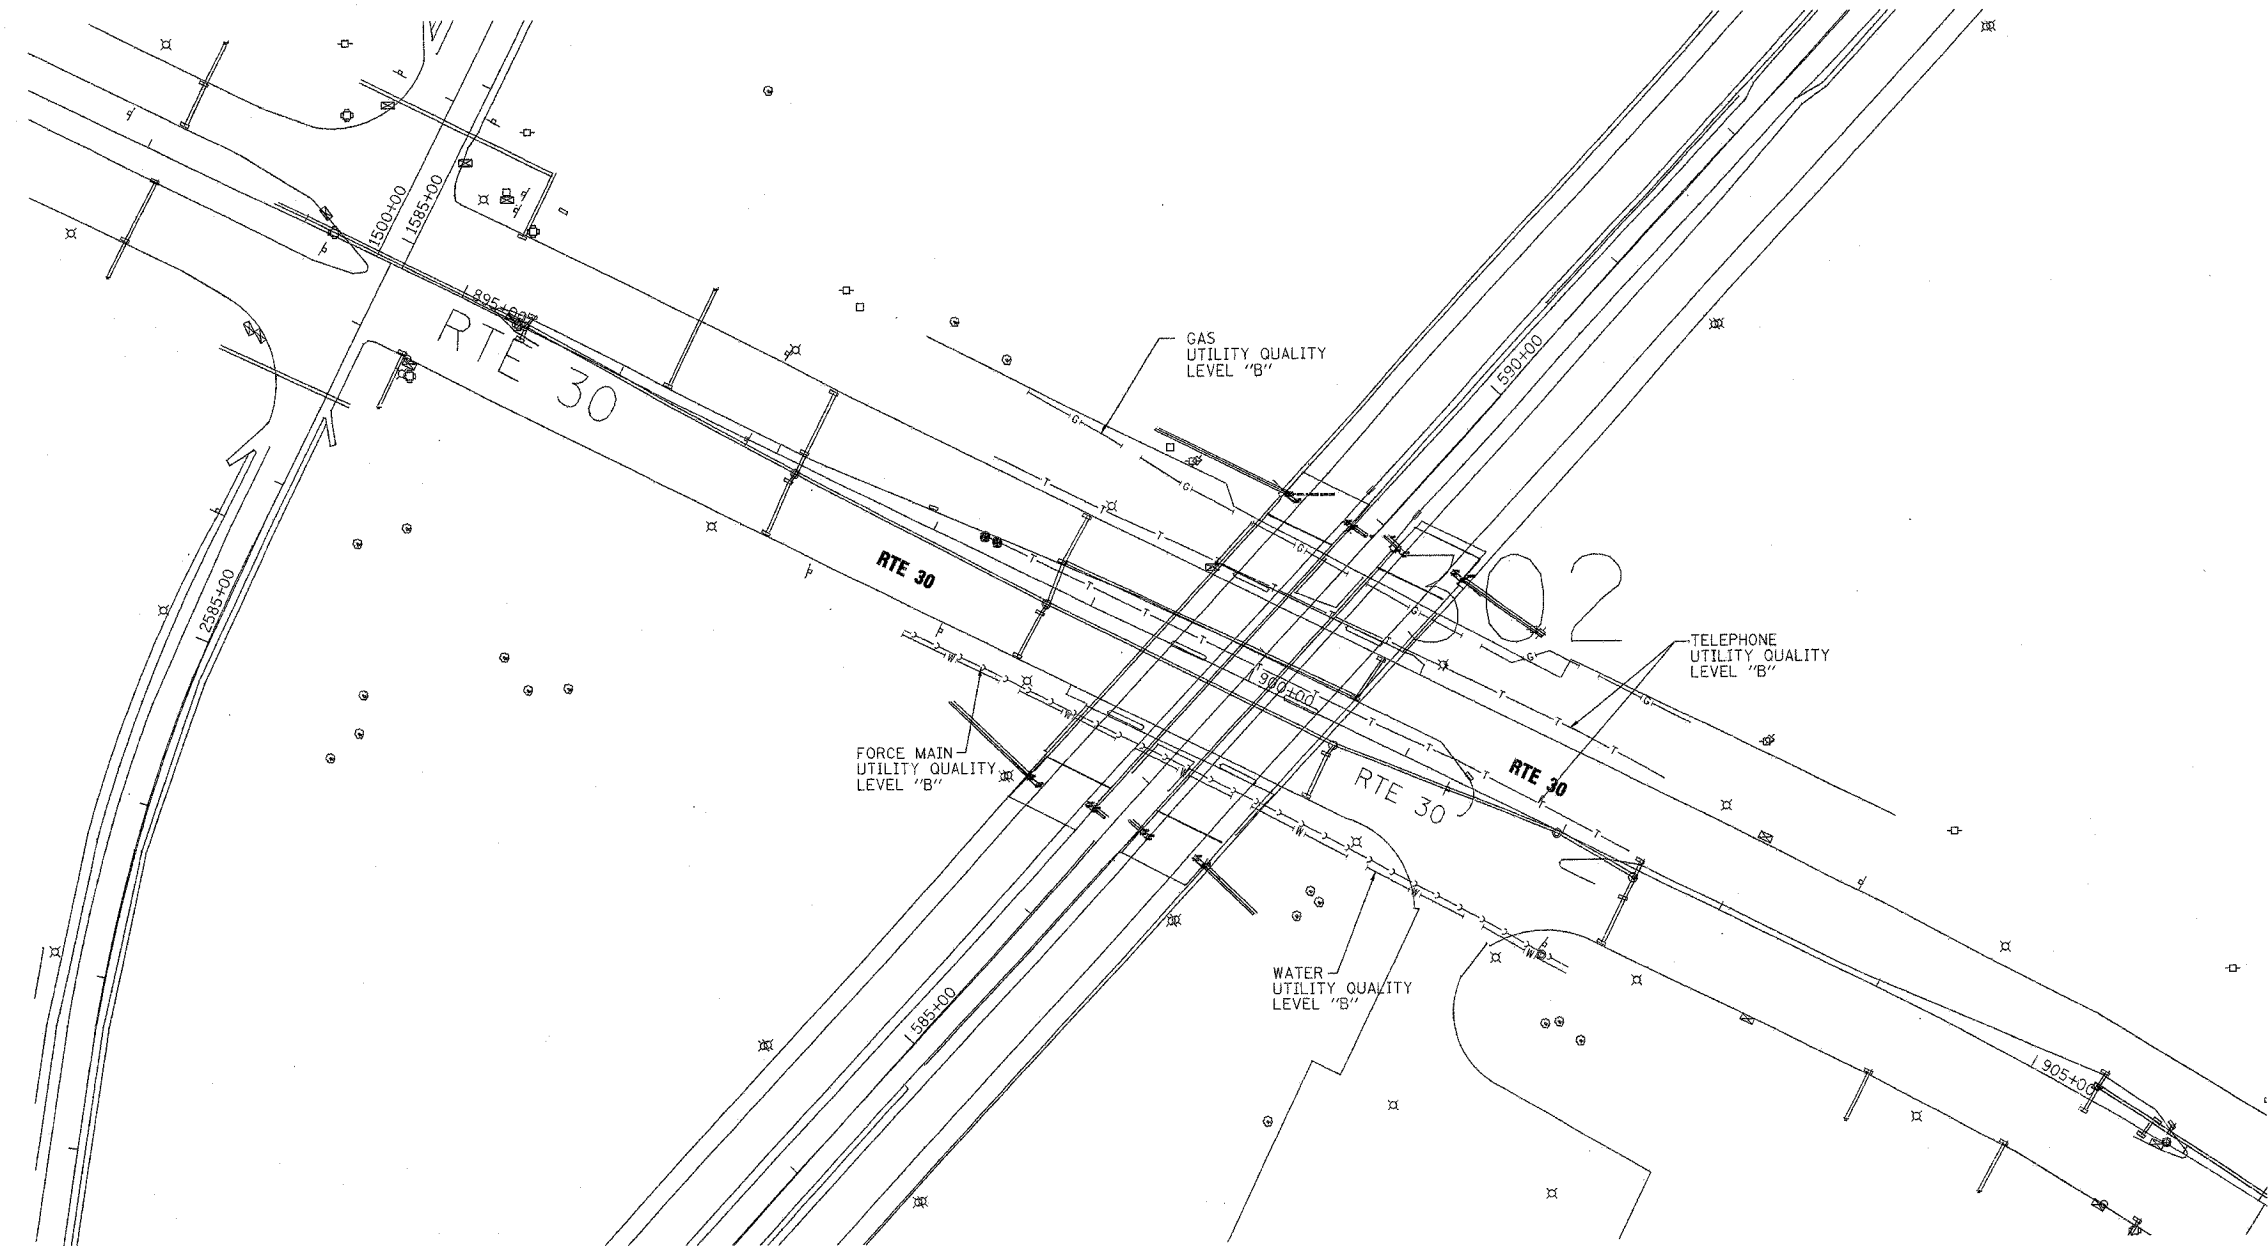 1500+00
1585+00
895+00
RTE 30
GAS
UTILITY QUALITY
LEVEL "B"
590+00
G
G
T
T
T
G
RTE 30
T
T
T
T
T
G
02
2585+00
TELEPHONE
UTILITY QUALITY
LEVEL "B"
W
T
T
G
T
T
G
900+00
T
T
T
T
W
FORCE MAIN
UTILITY QUALITY
LEVEL "B"
W
T
T
RTE 30
RTE 30
T
T
W
W
W
WATER
UTILITY QUALITY
LEVEL "B"
585+00
905+00